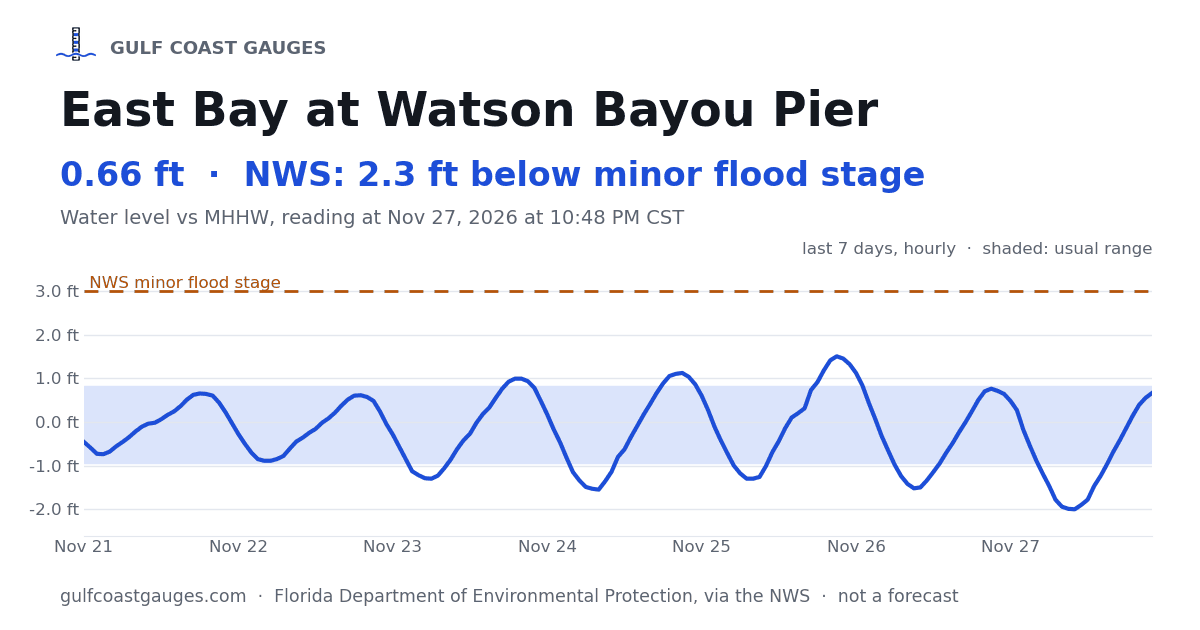 GULF COAST GAUGES
East Bay at Watson Bayou Pier
0.66 ft · NWS: 2.3 ft below minor flood stage
Water level vs MHHW, reading at Nov 27, 2026 at 10:48 PM CST
last 7 days, hourly · shaded: usual range
NWS minor flood stage
3.0 ft
2.0 ft
1.0 ft
0.0 ft
-1.0 ft
-2.0 ft
Nov 21 Nov 22 Nov 23 Nov 24 Nov 25 Nov 26 Nov 27
gulfcoastgauges.com · Florida Department of Environmental Protection, via the NWS · not a forecast